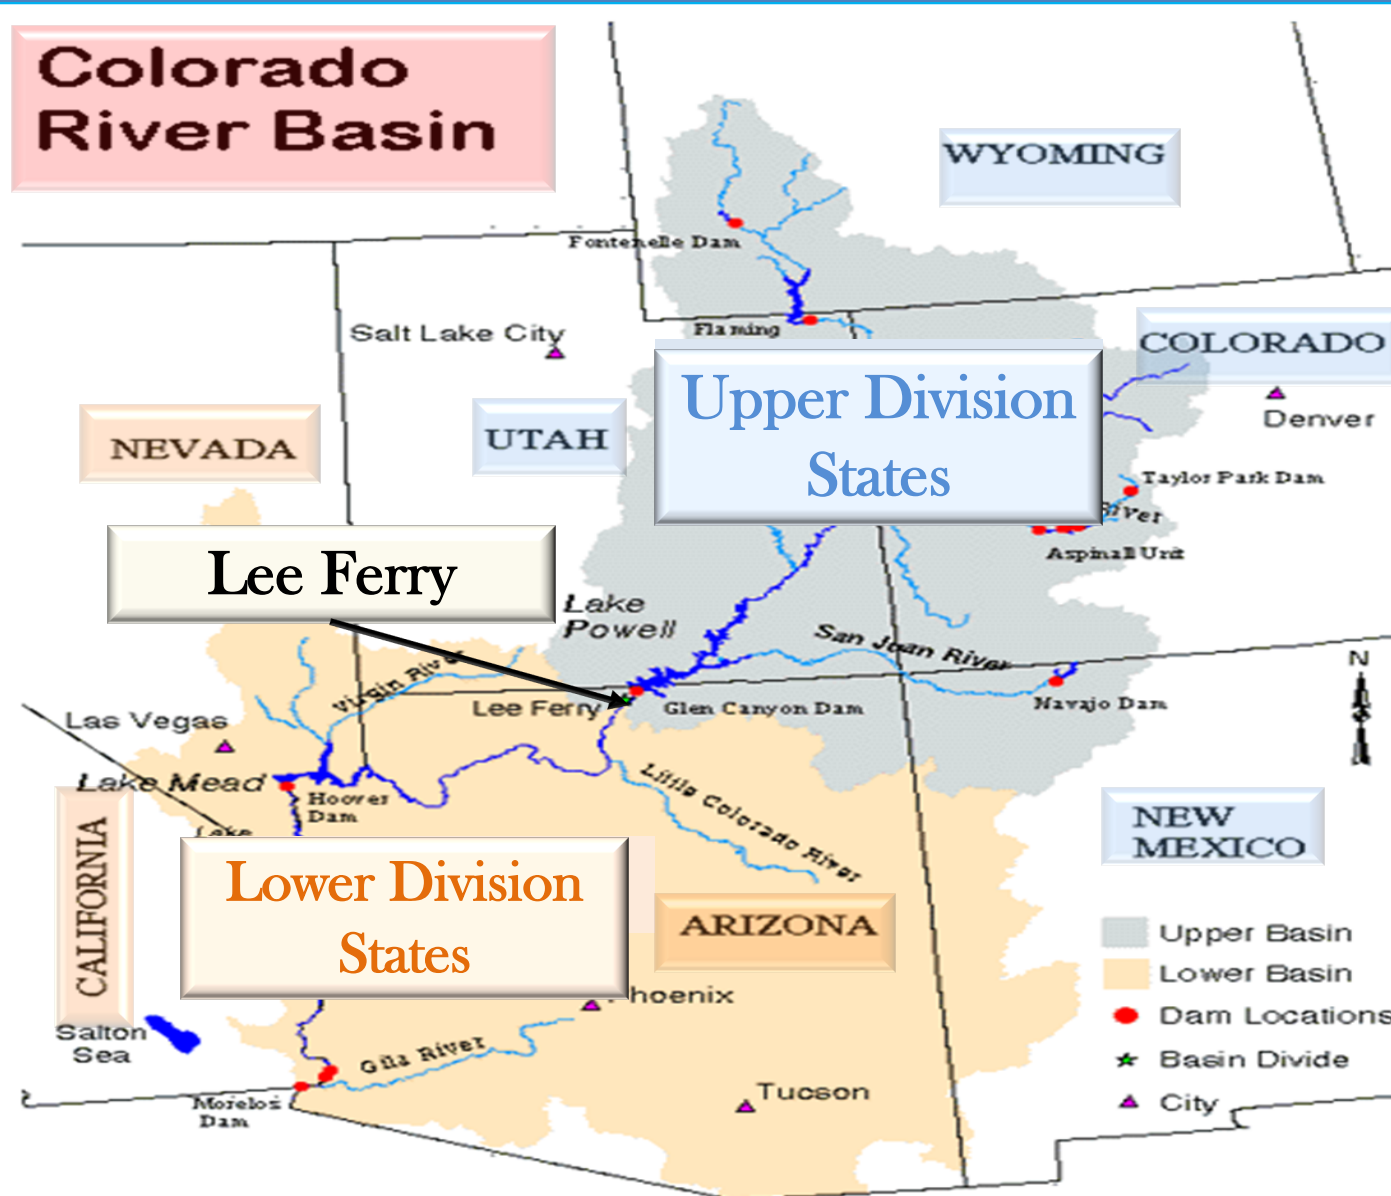 Colorado
River Basin
WYOMING
Fontenelle Dam
Flaming
Salt Lake City
COLORADO
Denver
Upper Division
States
NEVADA
UTAH
Taylor Park Dam
River
Aspinall Unit
Lee Ferry
Lake
Powell
San Juan River
Virgin River
N
Las Vegas
Lee Ferry
Glen Canyon Dam
Navajo Dam
Lake Mead
Hoover
Dam
Little Colorado River
Lake
CALIFORNIA
NEW
MEXICO
Lower Division
States
ARIZONA
Upper Basin
Lower Basin
Dam Locations
Basin Divide
City
Phoenix
Salton
Sea
Gila River
Tucson
Morelos
Dam